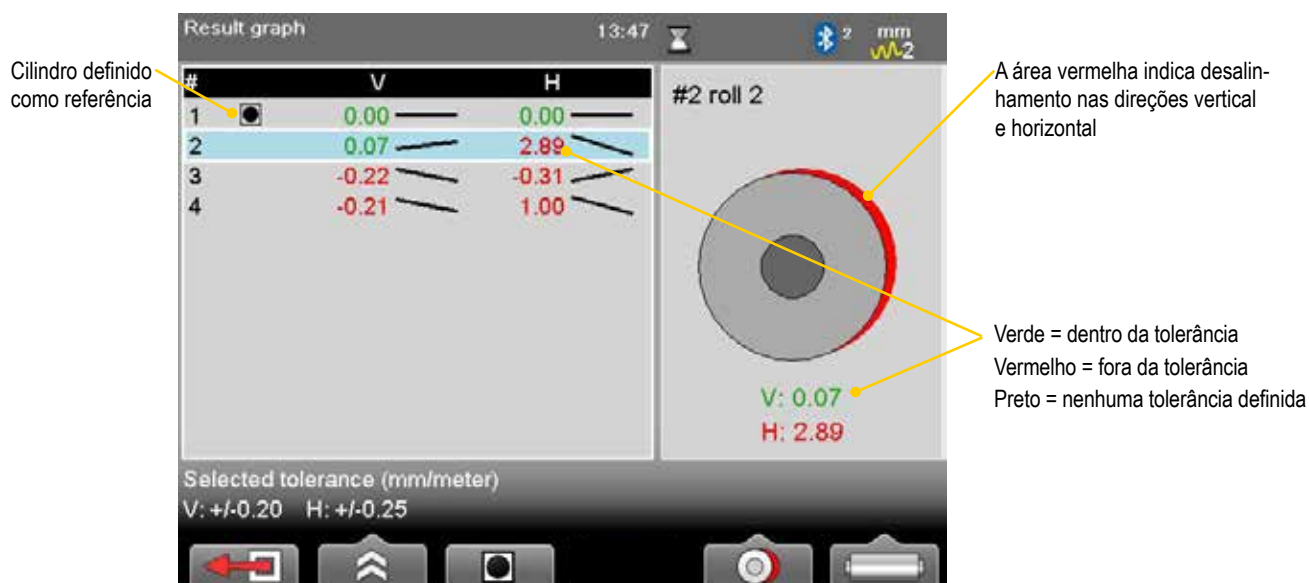 Result graph 13:47 2 mm
2
Cilindro definido
como referência
# V H
1 0.00 0.00
2 0.07 2.89
3 -0.22 -0.31
4 -0.21 1.00
#2 roll 2
V: 0.07
H: 2.89
A área vermelha indica desalin-
hamento nas direções vertical
e horizontal
Verde = dentro da tolerância
Vermelho = fora da tolerância
Preto = nenhuma tolerância definida
Selected tolerance (mm/meter)
V: +/-0.20 H: +/-0.25